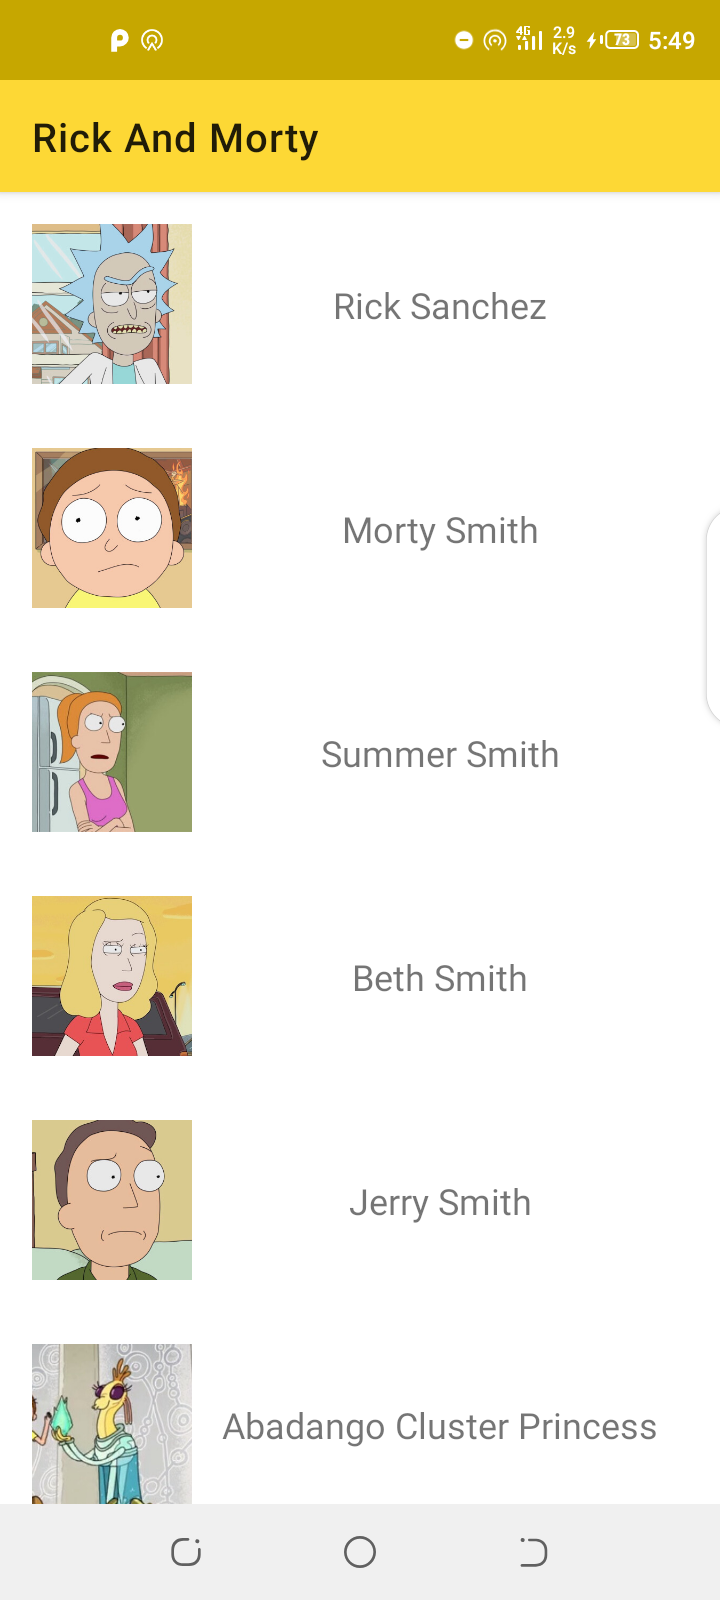 4G 2.9 K/s 73 5:49
Rick And Morty
Rick Sanchez
Morty Smith
Summer Smith
Beth Smith
Jerry Smith
Abadango Cluster Princess